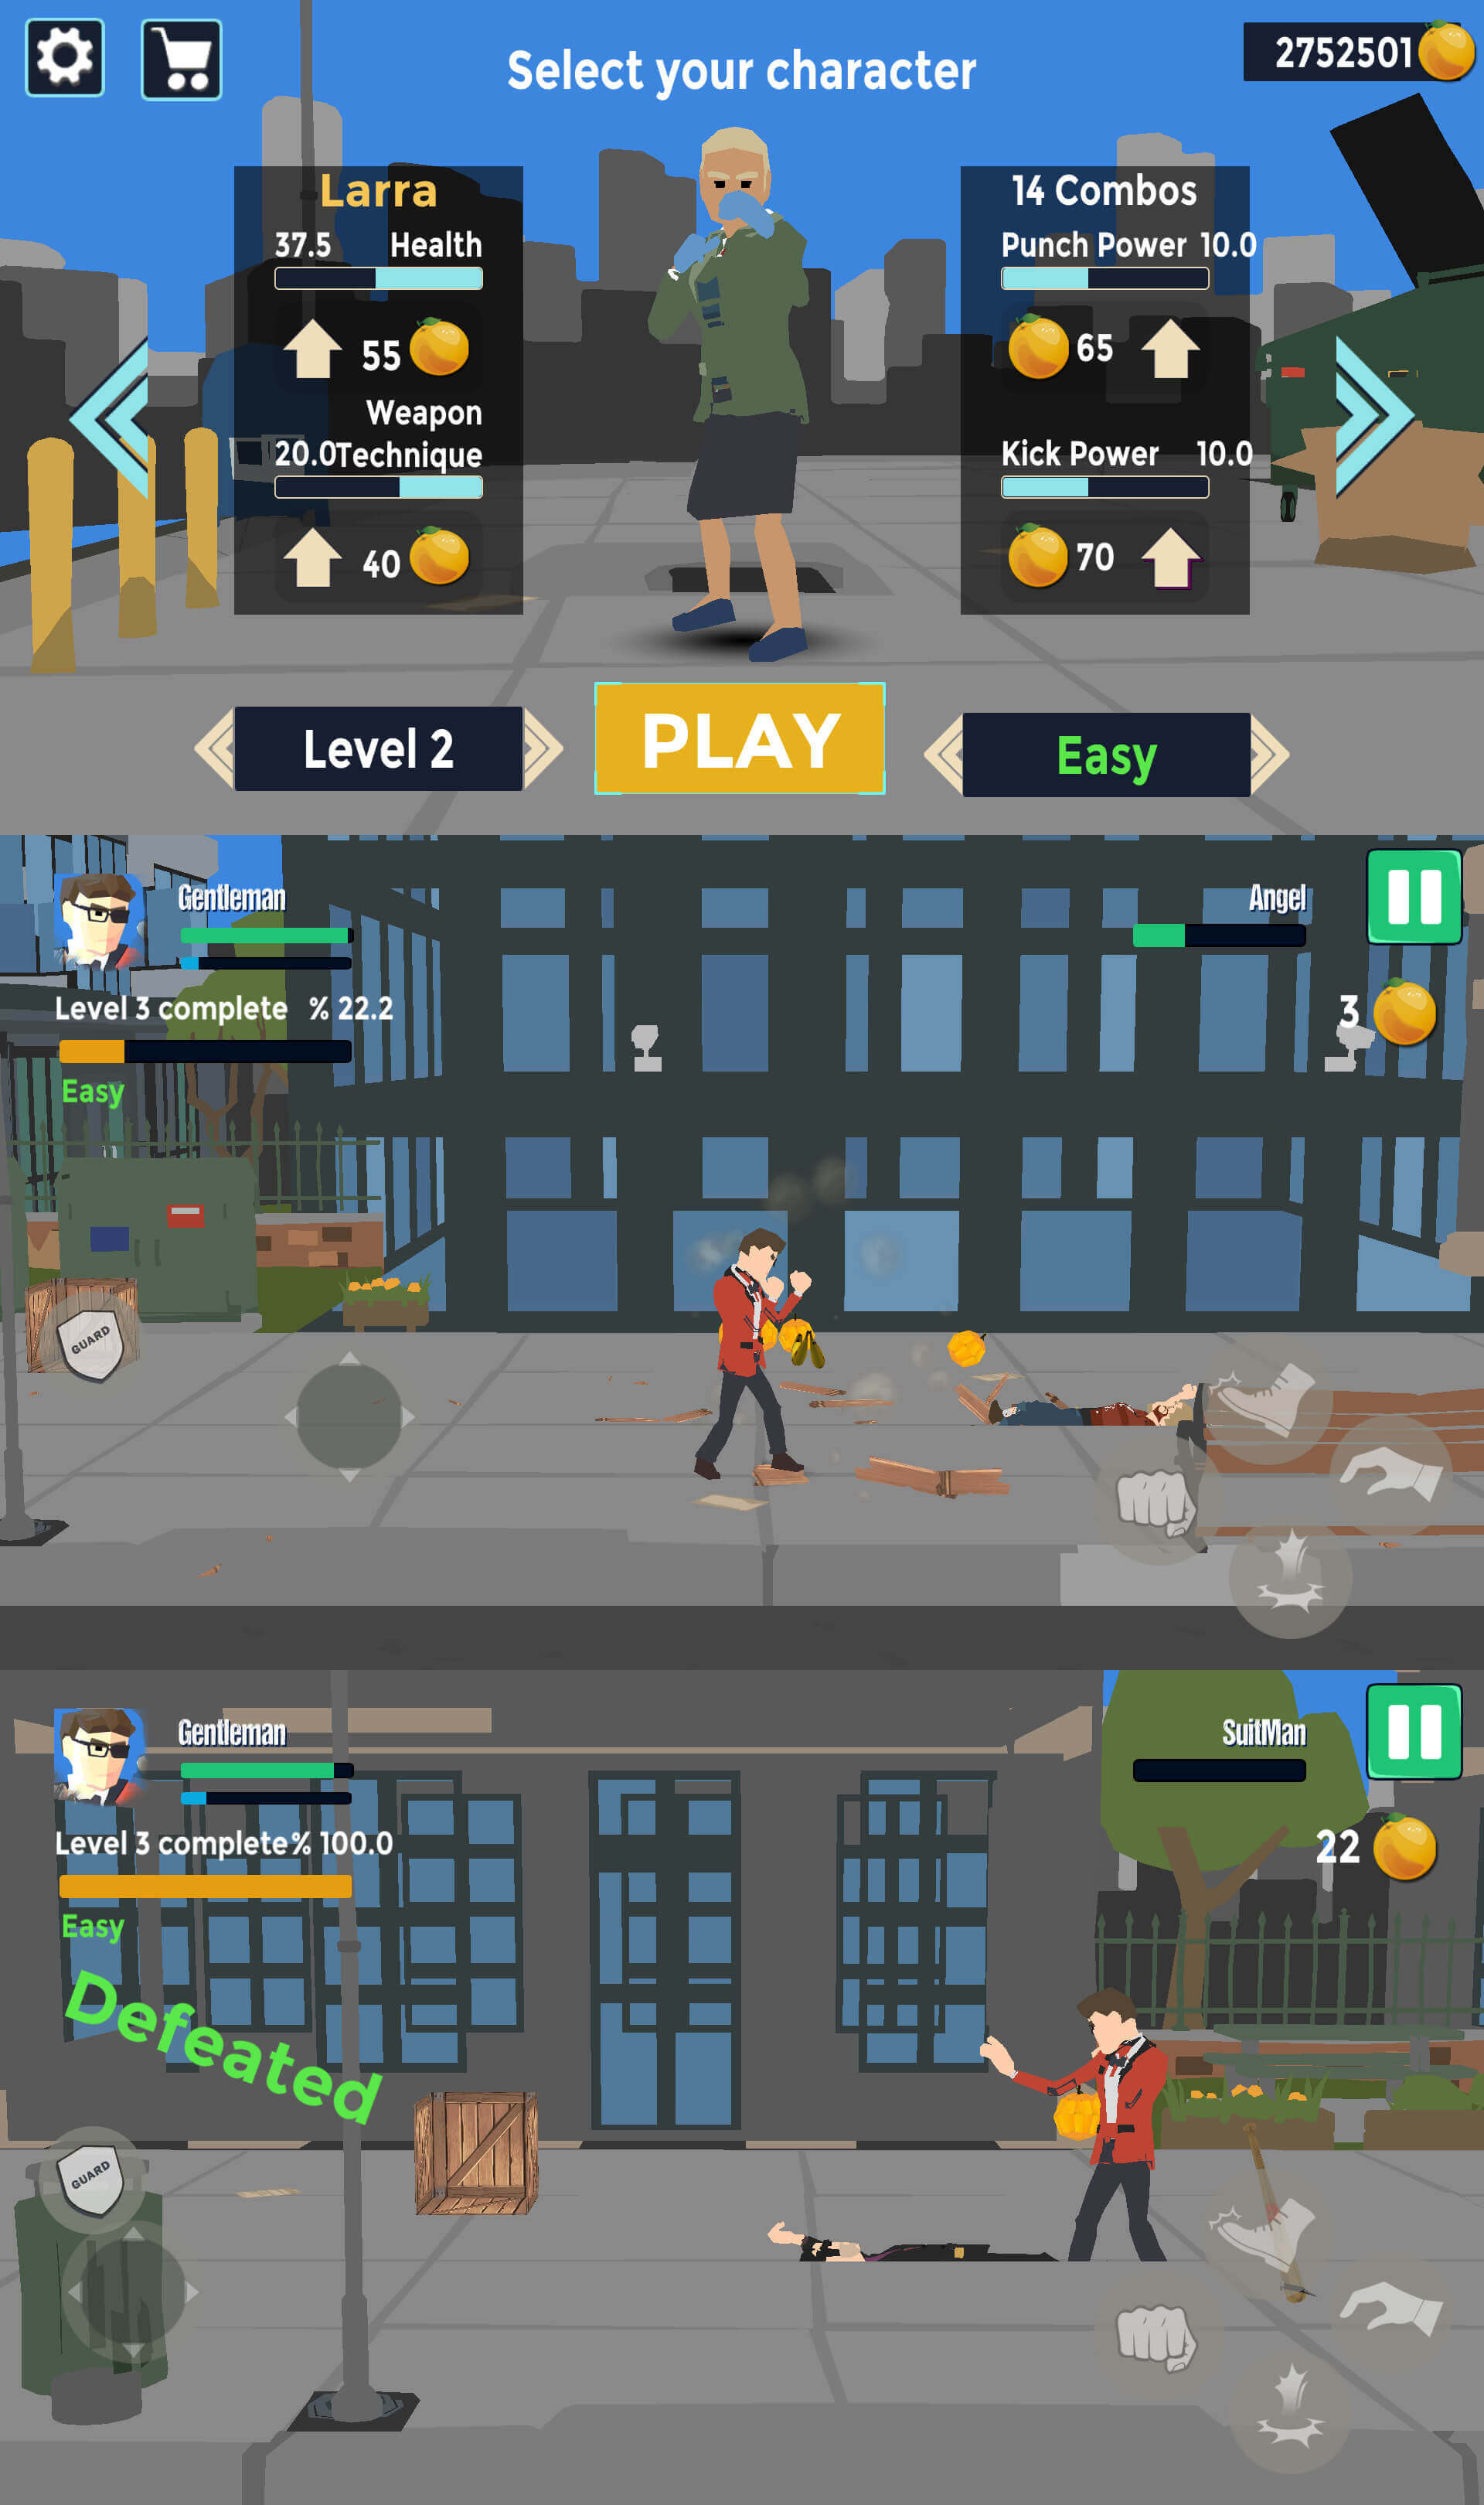 Select your character
2752501
Larra
37.5 Health
55
Weapon
20.0Technique
40
14 Combos
Punch Power 10.0
65
Kick Power 10.0
70
Level 2
PLAY
Easy
Gentleman
Angel
Level 3 complete % 22.2
3
Easy
GUARD
Gentleman
SuitMan
Level 3 complete% 100.0
22
Easy
Defeated
GUARD